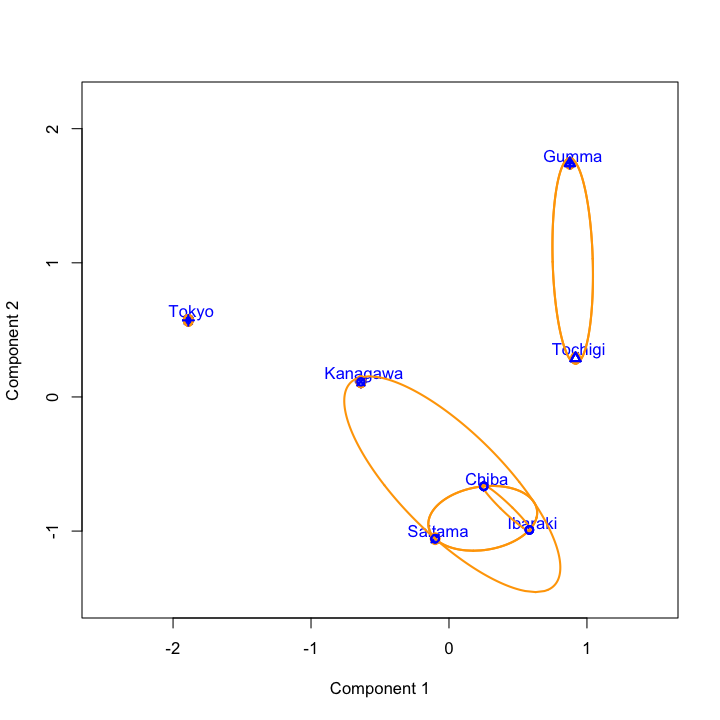 2
1
0
-1
Component 2
Gumma
Tokyo
Tochigi
Kanagawa
Chiba
Ibaraki
Saitama
-2 -1 0 1
Component 1